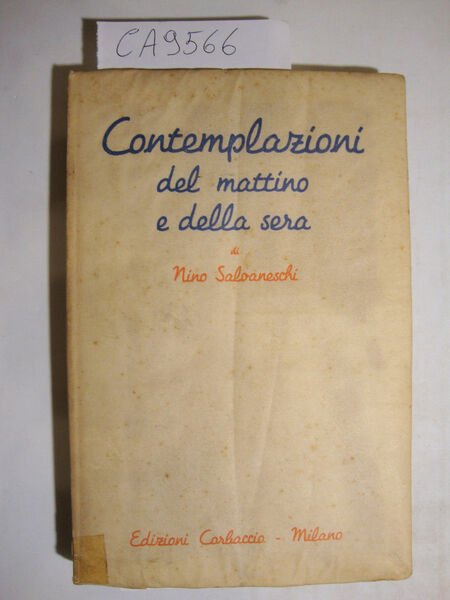 CA9566
Contemplazioni
del mattino
e della sera
di
Nino Salvaneschi
Edizioni Corbaccio - Milano